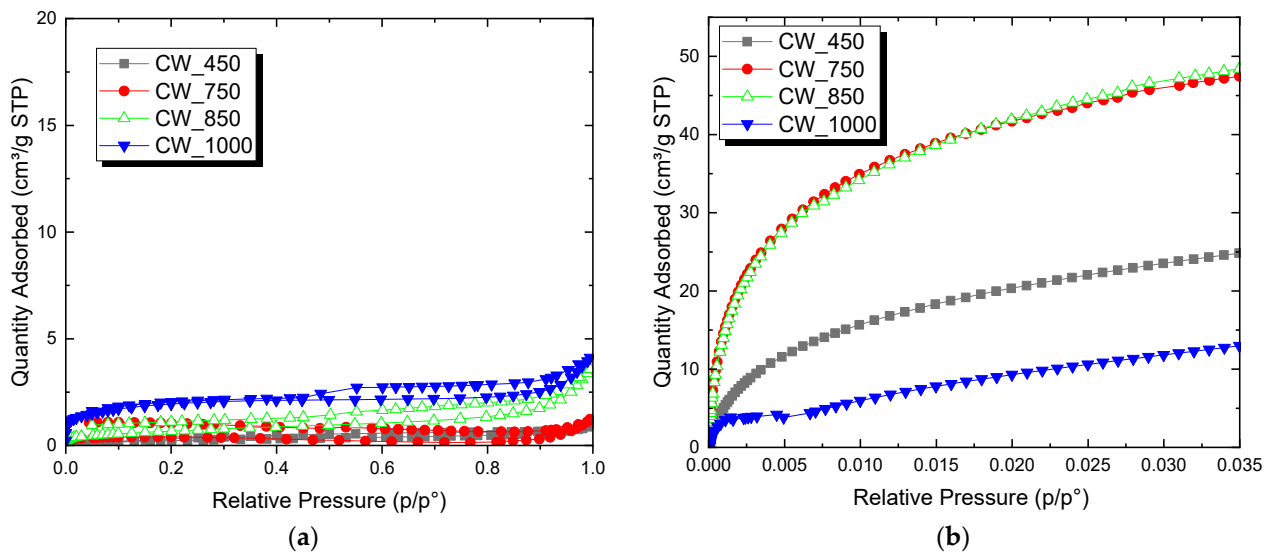 20
15
10
5
0
0.0 0.2 0.4 0.6 0.8 1.0
Quantity Adsorbed (cm³/g STP)
Relative Pressure (p/p°)
CW_450
CW_750
CW_850
CW_1000
(a)
50
40
30
20
10
0
0.000 0.005 0.010 0.015 0.020 0.025 0.030 0.035
Quantity Adsorbed (cm³/g STP)
Relative Pressure (p/p°)
CW_450
CW_750
CW_850
CW_1000
(b)